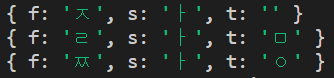 { f: 'ㅈ', s: 'ㅏ', t: '' }
{ f: 'ㄹ', s: 'ㅏ', t: 'ㅁ' }
{ f: 'ㅉ', s: 'ㅏ', t: 'ㅇ' }